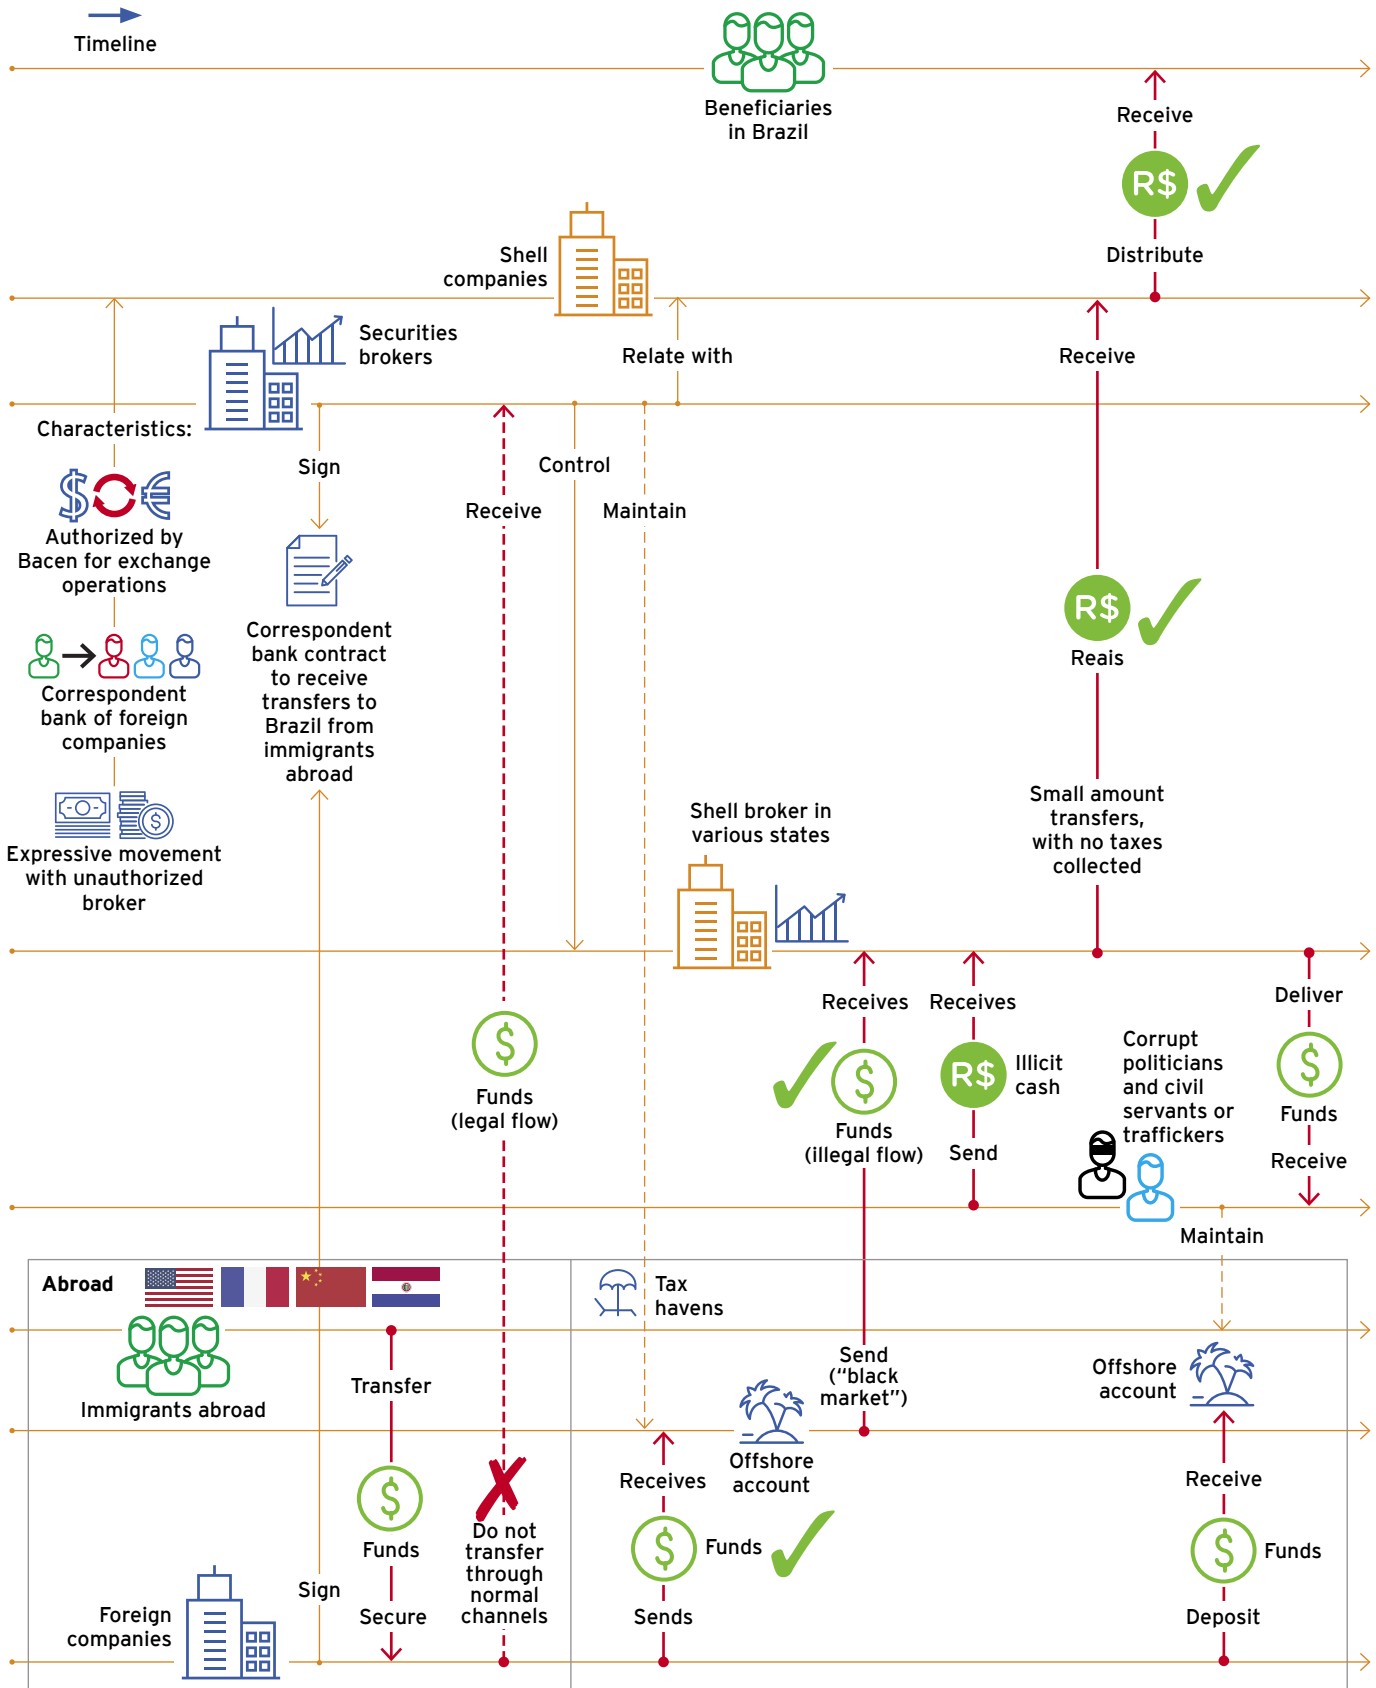 Timeline
Beneficiaries
in Brazil
Receive
R$
Distribute
Shell
companies
Securities
brokers
Relate with
Receive
Characteristics:
Sign
Control
Receive
Maintain
$
€
Authorized by
Bacen for exchange
operations
Correspondent
bank contract
to receive
transfers to
Brazil from
immigrants
abroad
R$
Reais
Correspondent
bank of foreign
companies
$
Expressive movement
with unauthorized
broker
Small amount
transfers,
with no taxes
collected
Shell broker in
various states
Receives
Receives
Deliver
$
Funds
(legal flow)
$
Funds
(illegal flow)
R$
Illicit
cash
Send
Corrupt
politicians
and civil
servants or
traffickers
$
Funds
Receive
Maintain
Abroad
Tax
havens
Immigrants abroad
Transfer
Send
(“black
market”)
Offshore
account
Offshore
account
$
Funds
Secure
Do not
transfer
through
normal
channels
Receives
$
Funds
Sends
Receive
$
Funds
Deposit
Foreign
companies
Sign